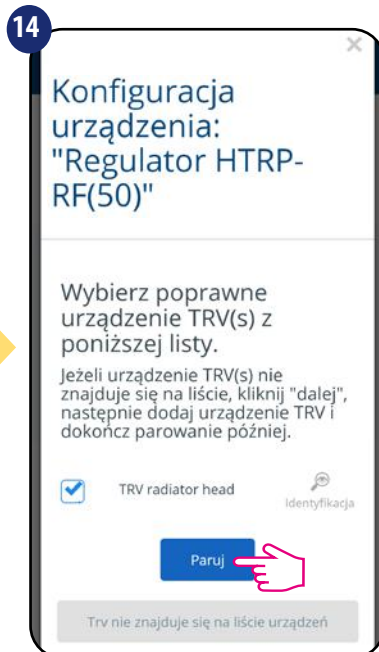 14
×
Konfiguracja
urządzenia:
"Regulator HTRP-
RF(50)"
Wybierz poprawne
urządzenie TRV(s) z
poniższej listy.
Jeżeli urządzenie TRV(s) nie
znajduje się na liście, kliknij "dalej",
następnie dodaj urządzenie TRV i
dokończ parowanie później.
TRV radiator head
Identyfikacja
Paruj
Trv nie znajduje się na liście urządzeń